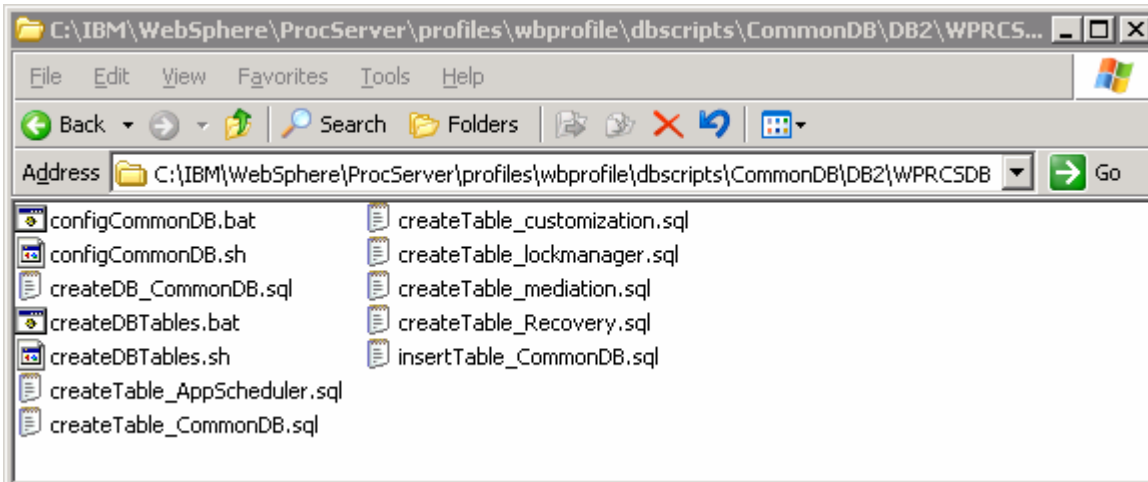 C:\IBM\WebSphere\ProcServer\profiles\wbprofile\dbscripts\CommonDB\DB2\WPRCS...
File Edit View Favorites Tools Help
Back Search Folders
Address C:\IBM\WebSphere\ProcServer\profiles\wbprofile\dbscripts\CommonDB\DB2\WPRCSDB Go
configCommonDB.bat
configCommonDB.sh
createDB_CommonDB.sql
createDBTables.bat
createDBTables.sh
createTable_AppScheduler.sql
createTable_CommonDB.sql
createTable_customization.sql
createTable_lockmanager.sql
createTable_mediation.sql
createTable_Recovery.sql
insertTable_CommonDB.sql